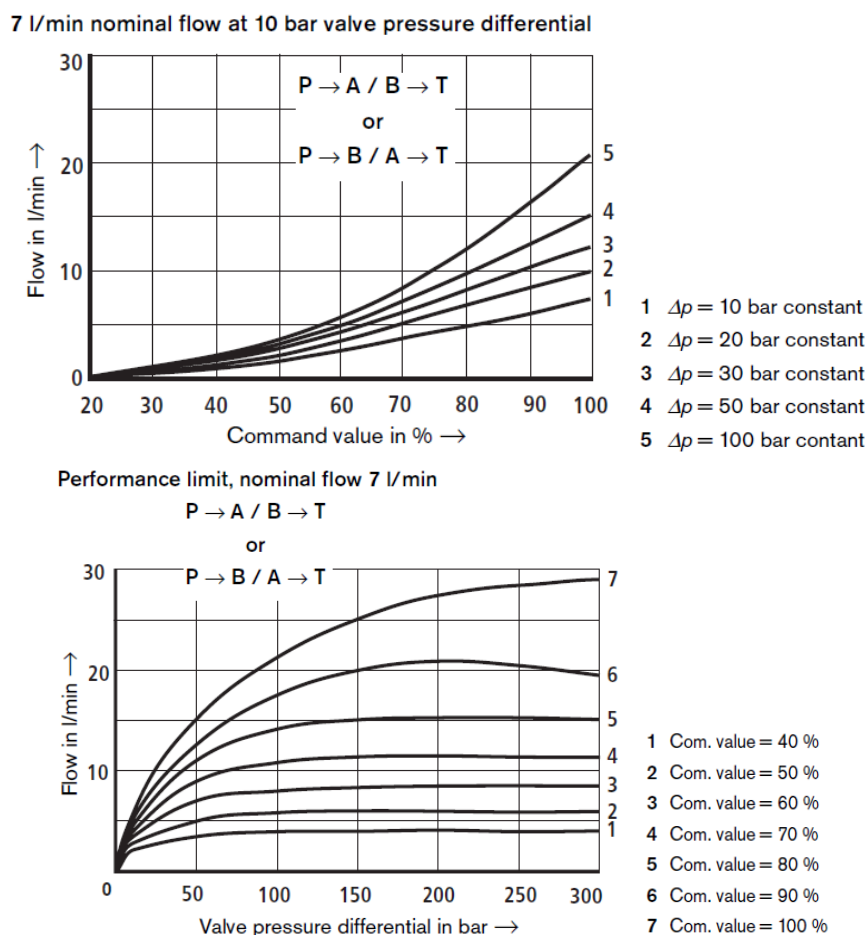 7 l/min nominal flow at 10 bar valve pressure differential
30
P → A / B → T
or
P → B / A → T
20
10
0
Flow in l/min →
5
4
3
2
1
20 30 40 50 60 70 80 90 100
Command value in % →
1 Δp = 10 bar constant
2 Δp = 20 bar constant
3 Δp = 30 bar constant
4 Δp = 50 bar constant
5 Δp = 100 bar contant
Performance limit, nominal flow 7 l/min
P → A / B → T
or
P → B / A → T
30
20
10
Flow in l/min →
7
6
5
4
3
2
1
0 50 100 150 200 250 300
Valve pressure differential in bar →
1 Com. value = 40 %
2 Com. value = 50 %
3 Com. value = 60 %
4 Com. value = 70 %
5 Com. value = 80 %
6 Com. value = 90 %
7 Com. value = 100 %